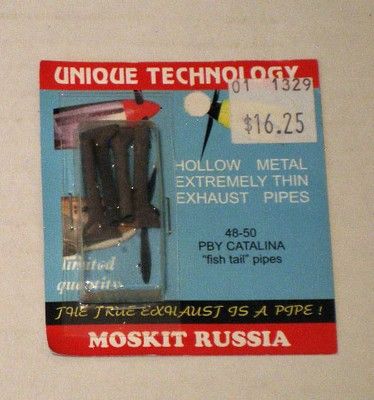 UNIQUE TECHNOLOGY
01 1329
$16.25
HOLLOW METAL
EXTREMELY THIN
EXHAUST PIPES
48-50
PBY CATALINA
"fish tail" pipes
limited
quantity
THE TRUE EXHAUST IS A PIPE!
MOSKIT RUSSIA